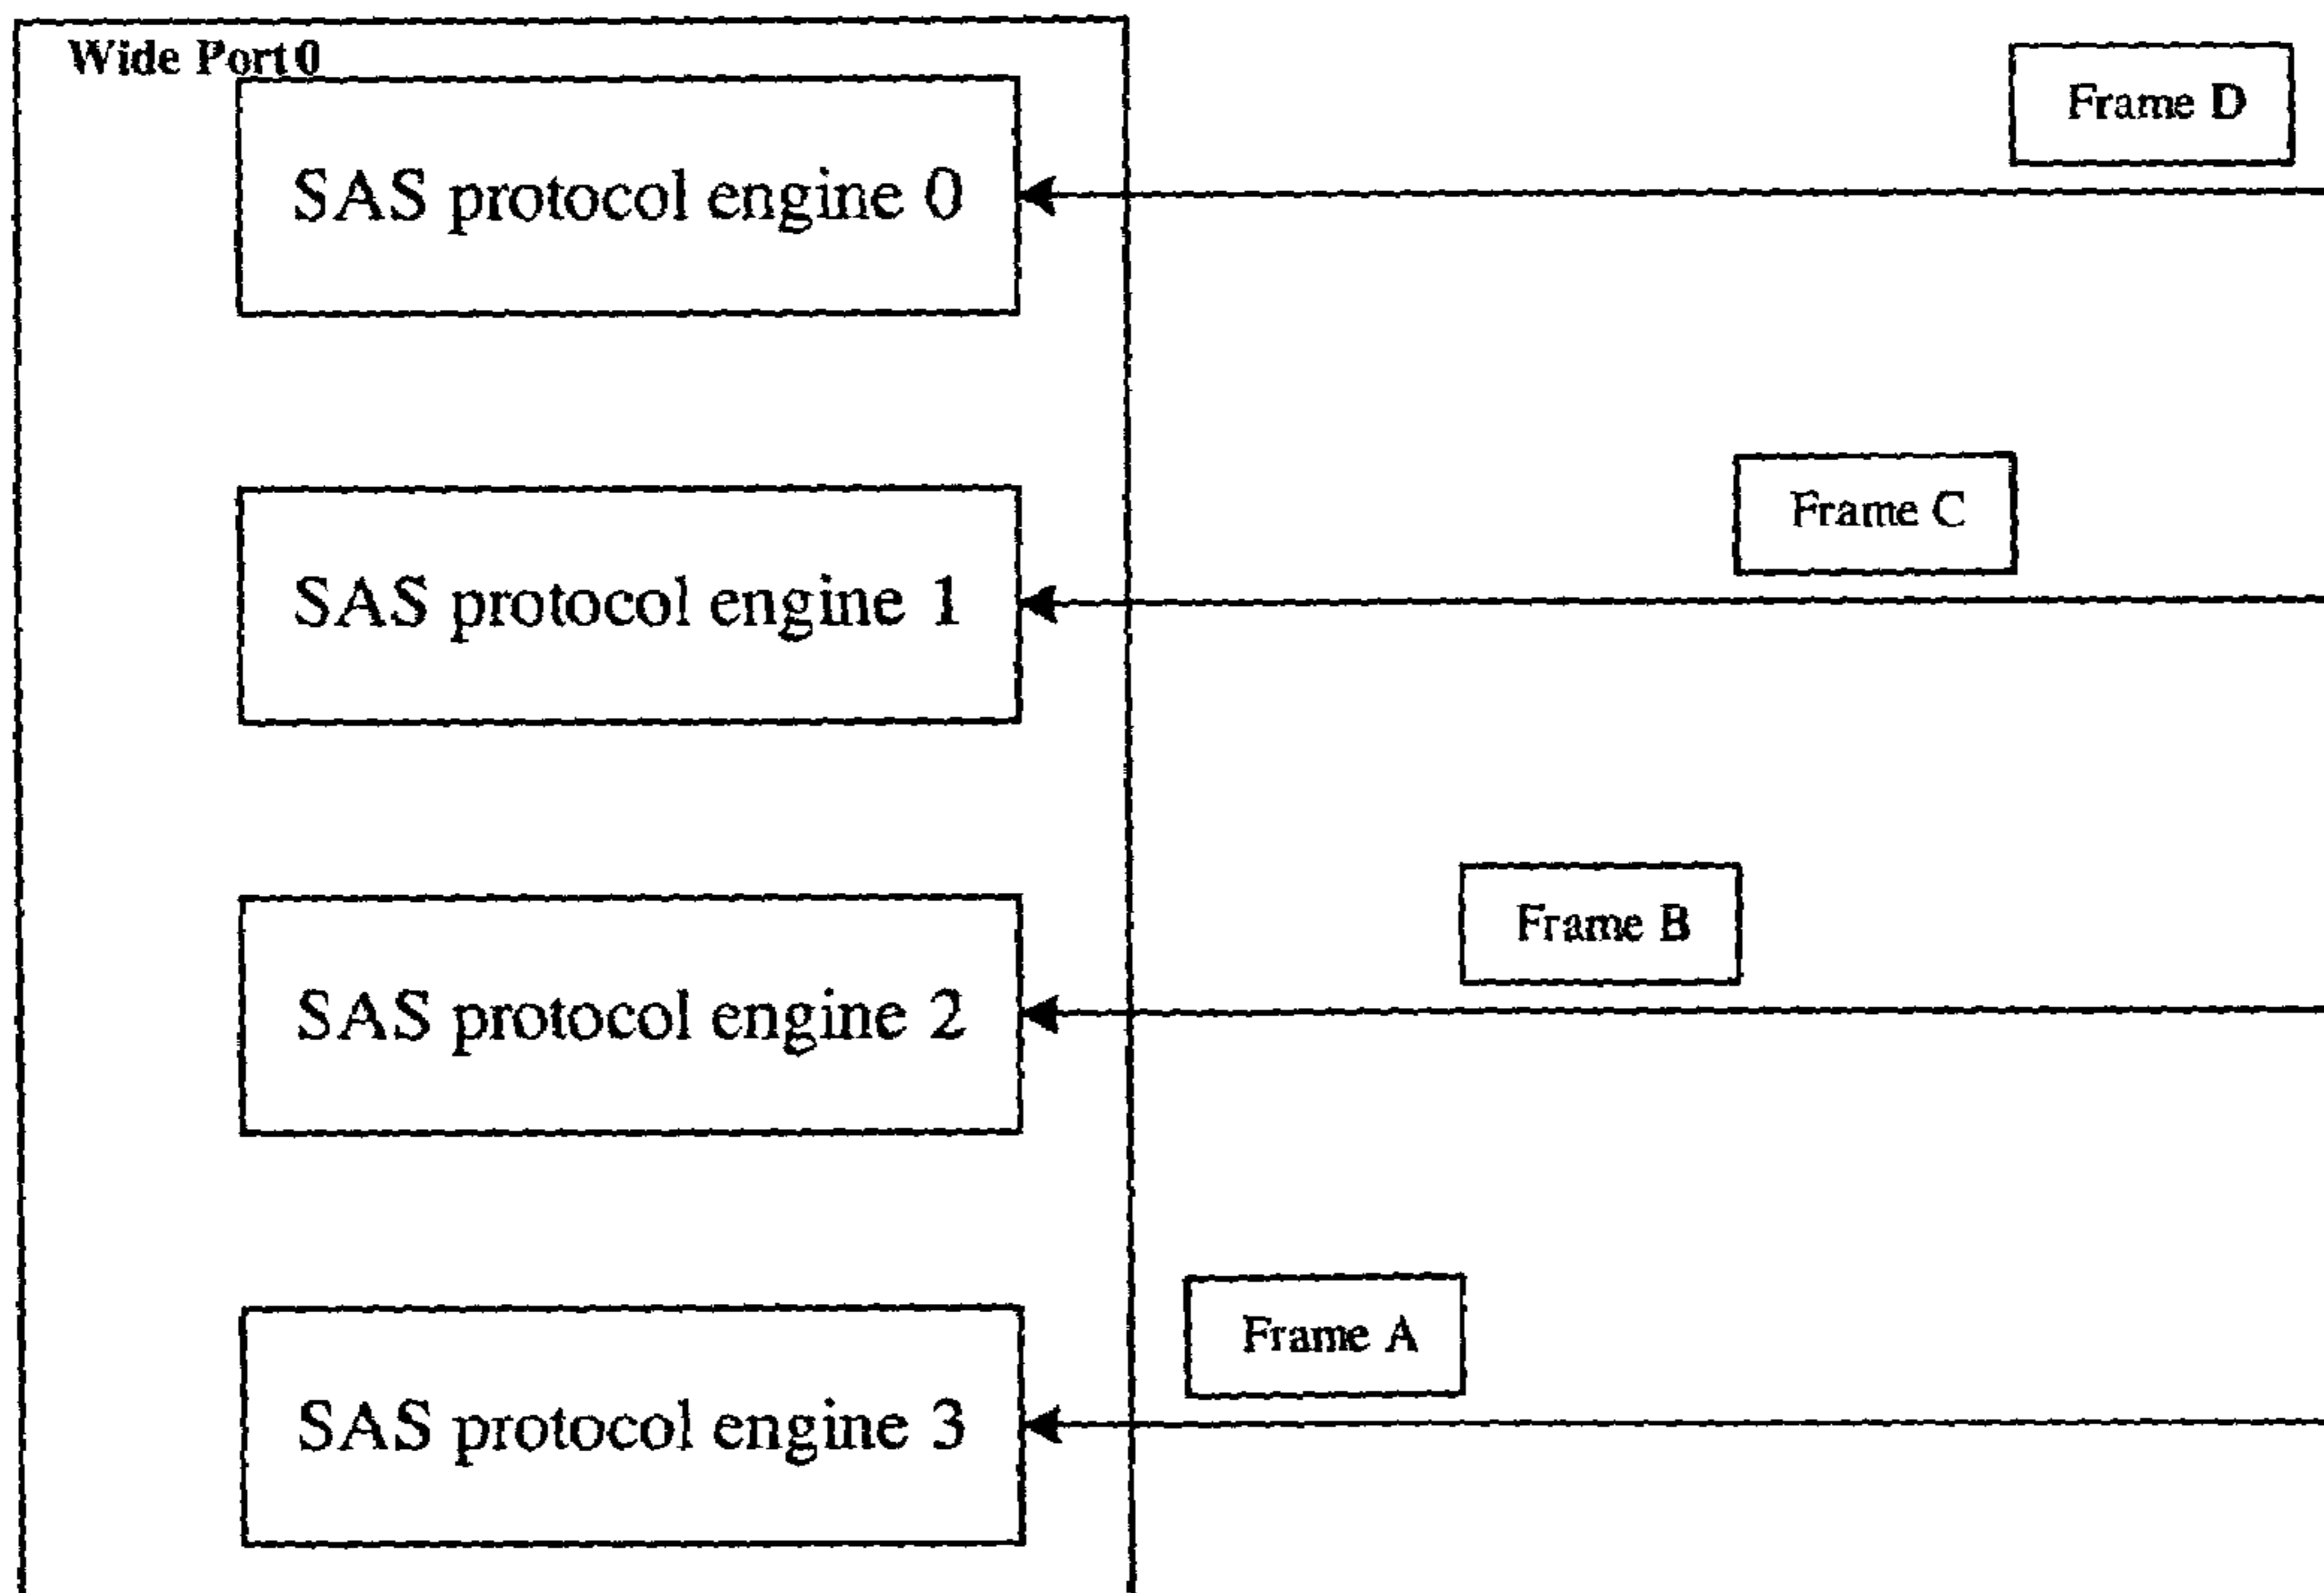 Wide Port 0
Frame D
SAS protocol engine 0
Frame C
SAS protocol engine 1
Frame B
SAS protocol engine 2
Frame A
SAS protocol engine 3